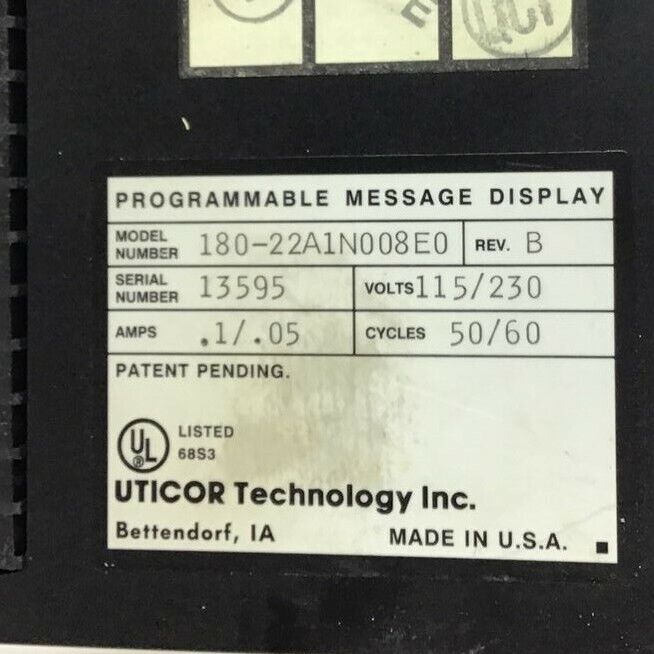 E
UCI
PROGRAMMABLE MESSAGE DISPLAY
MODEL NUMBER 180-22A1N008E0 REV. B
SERIAL NUMBER 13595 VOLTS 115/230
AMPS .1/.05 CYCLES 50/60
PATENT PENDING.
UL® LISTED
68S3
UTICOR Technology Inc.
Bettendorf, IA MADE IN U.S.A.